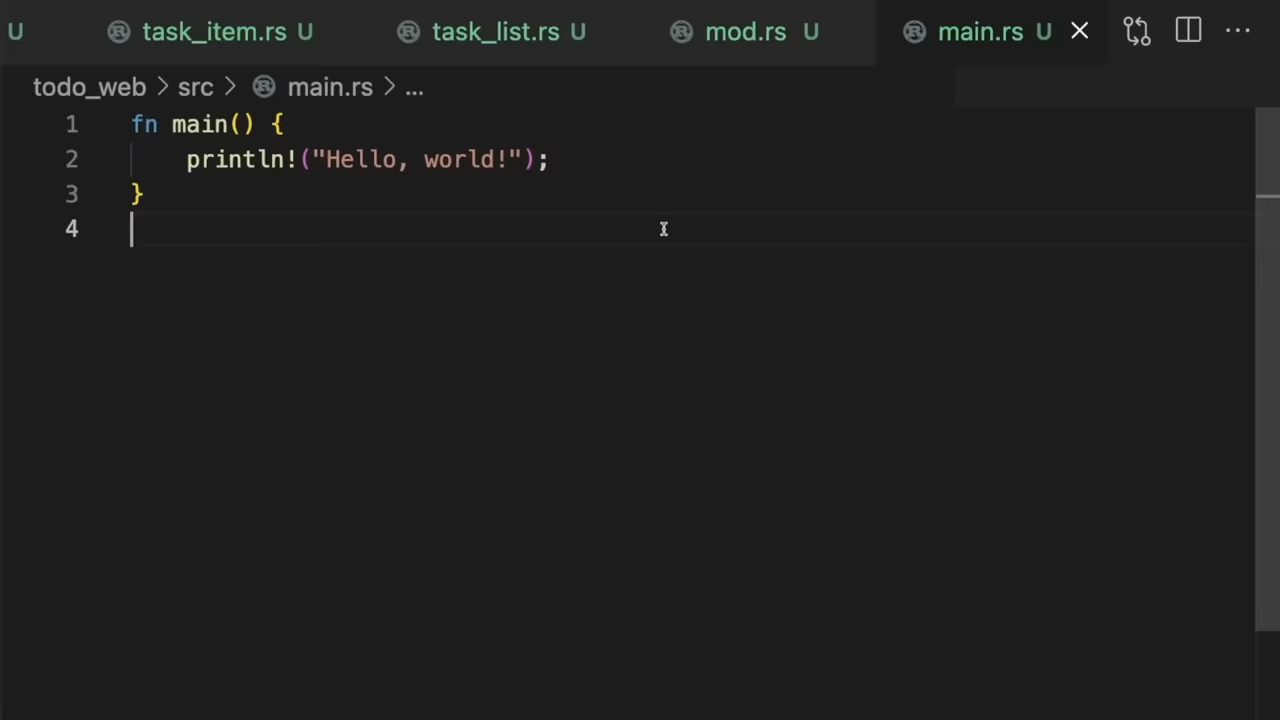 U task_item.rs U task_list.rs U mod.rs U main.rs U
todo_web > src > main.rs > ...
1 fn main() {
2     println!("Hello, world!");
3 }
4